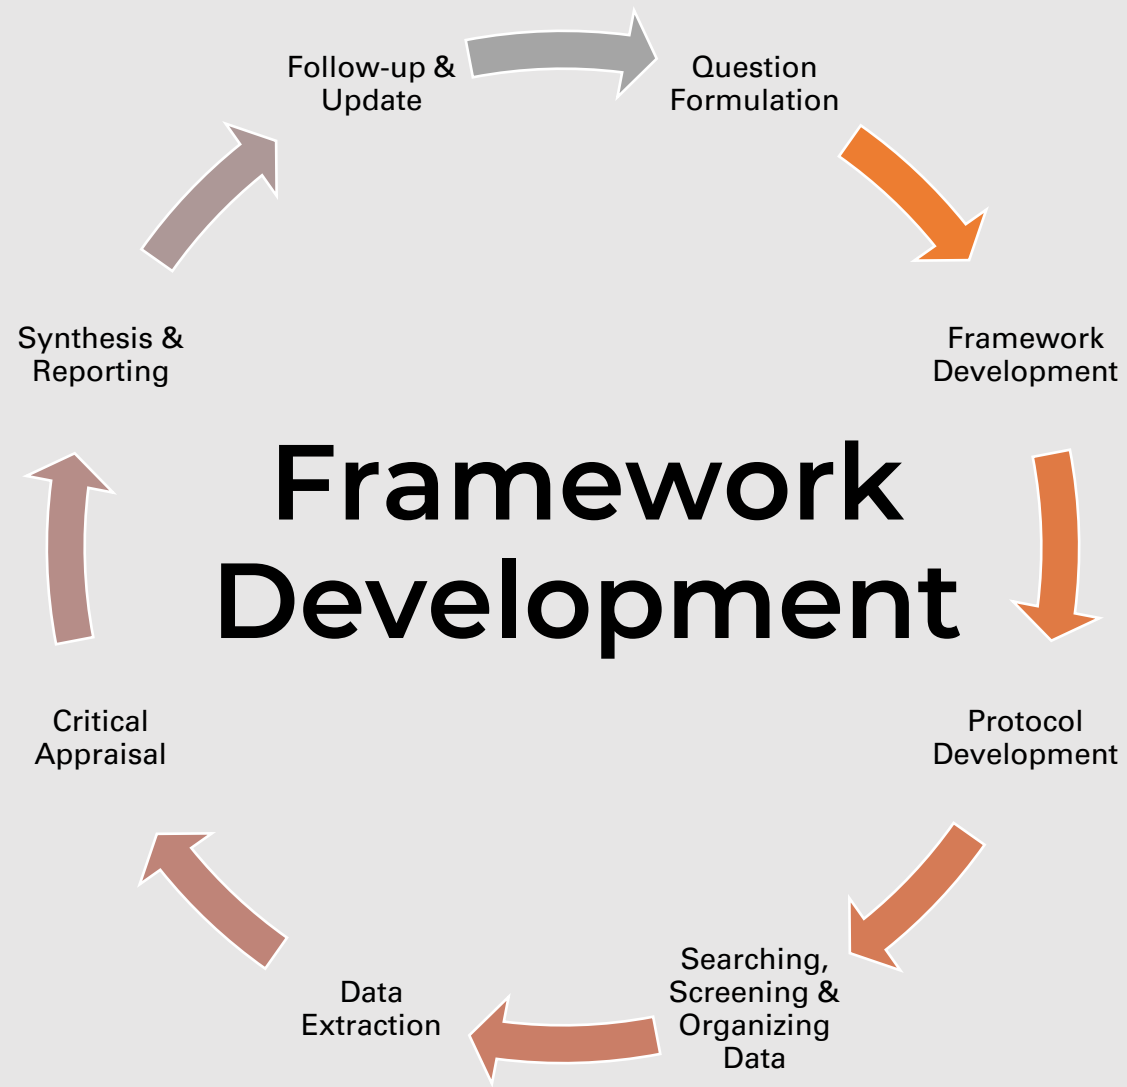 Follow-up &
Update
Question
Formulation
Framework
Development
Protocol
Development
Searching,
Screening &
Organizing
Data
Data
Extraction
Critical
Appraisal
Synthesis &
Reporting
Framework
Development